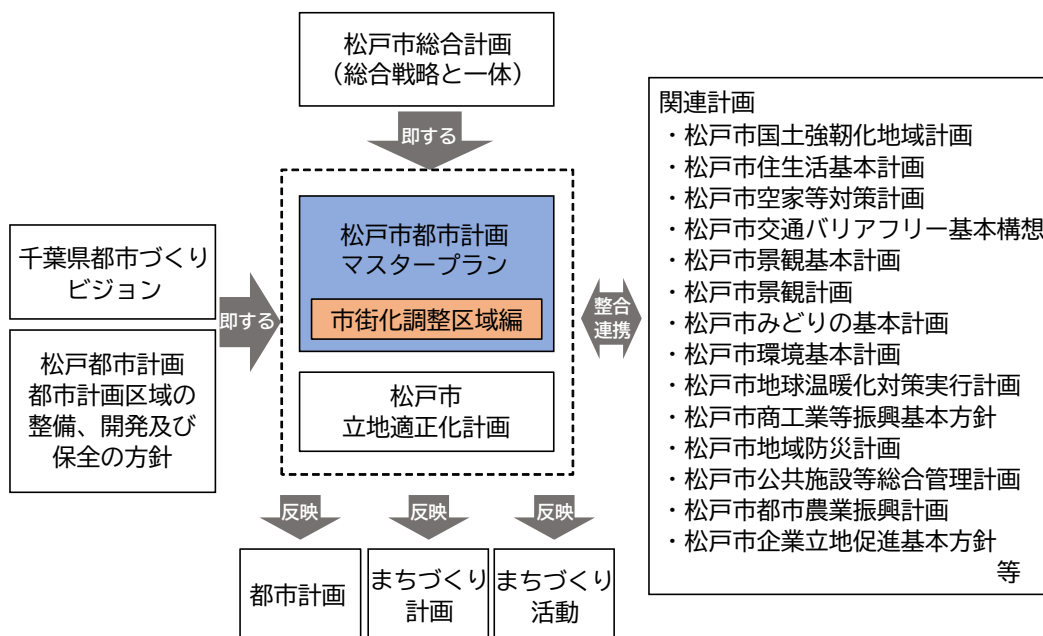 松戸市総合計画
（総合戦略と一体）
即する
千葉県都市づくり
ビジョン
松戸都市計画
都市計画区域の
整備、開発及び
保全の方針
即する
松戸市都市計画
マスタープラン
市街化調整区域編
松戸市
立地適正化計画
整合
連携
関連計画
・松戸市国土強靭化地域計画
・松戸市住生活基本計画
・松戸市空家等対策計画
・松戸市交通バリアフリー基本構想
・松戸市景観基本計画
・松戸市景観計画
・松戸市みどりの基本計画
・松戸市環境基本計画
・松戸市地球温暖化対策実行計画
・松戸市商工業等振興基本方針
・松戸市地域防災計画
・松戸市公共施設等総合管理計画
・松戸市都市農業振興計画
・松戸市企業立地促進基本方針
等
反映
反映
反映
都市計画
まちづくり
計画
まちづくり
活動